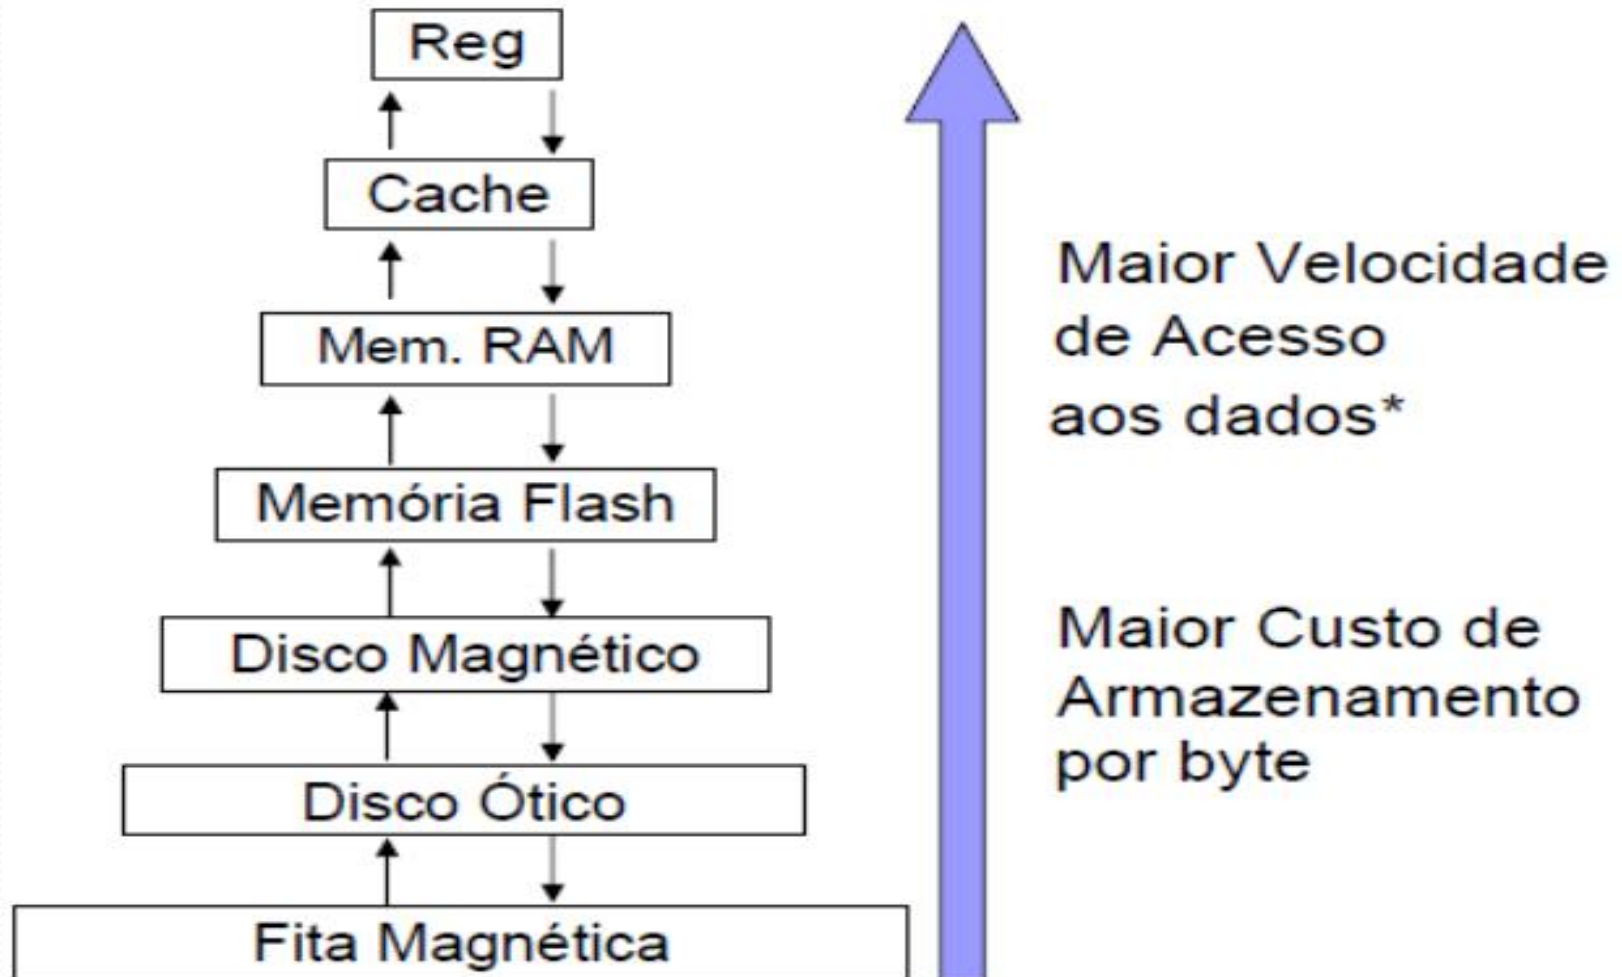 Reg
Cache
Mem. RAM
Memória Flash
Disco Magnético
Disco Ótico
Fita Magnética
Maior Velocidade
de Acesso
aos dados*
Maior Custo de
Armazenamento
por byte